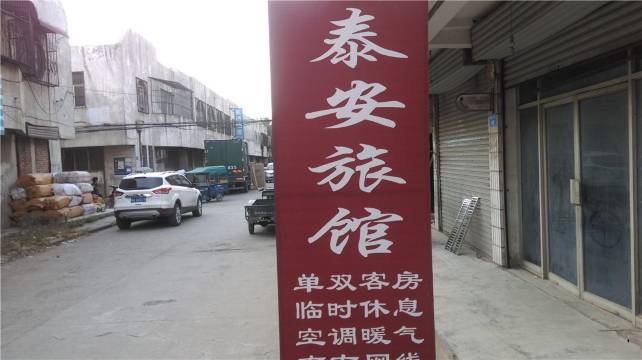 泰安旅馆
单双客房
临时休息
空调暖气